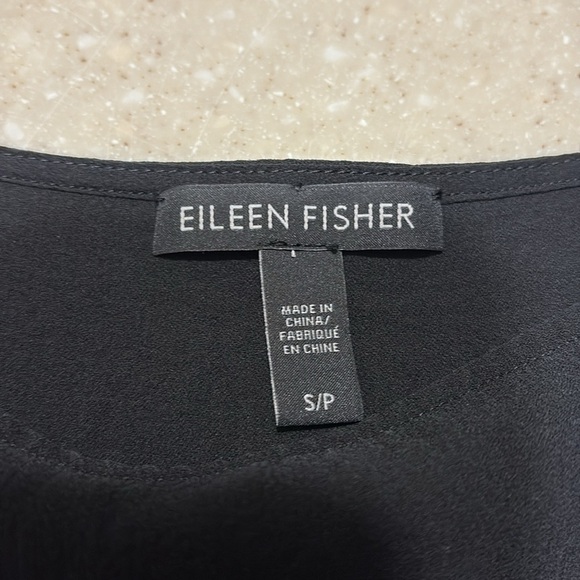 EILEEN FISHER
MADE IN
CHINA/
FABRIQUÉ
EN CHINE
S/P